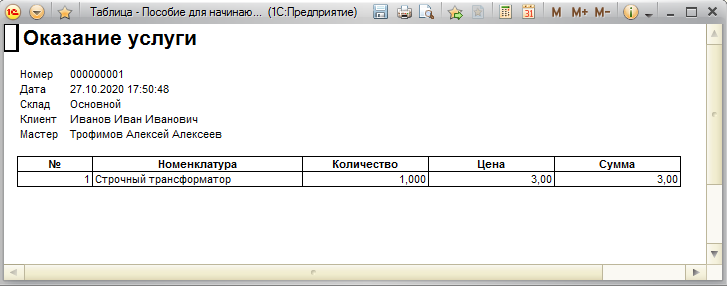 Таблица - Пособие для начинаю... (1С:Предприятие) M M+ M-
Оказание услуги
Номер 000000001
Дата 27.10.2020 17:50:48
Склад Основной
Клиент Иванов Иван Иванович
Мастер Трофимов Алексей Алексеев
№ Номенклатура Количество Цена Сумма
1 Строчный трансформатор 1,000 3,00 3,00